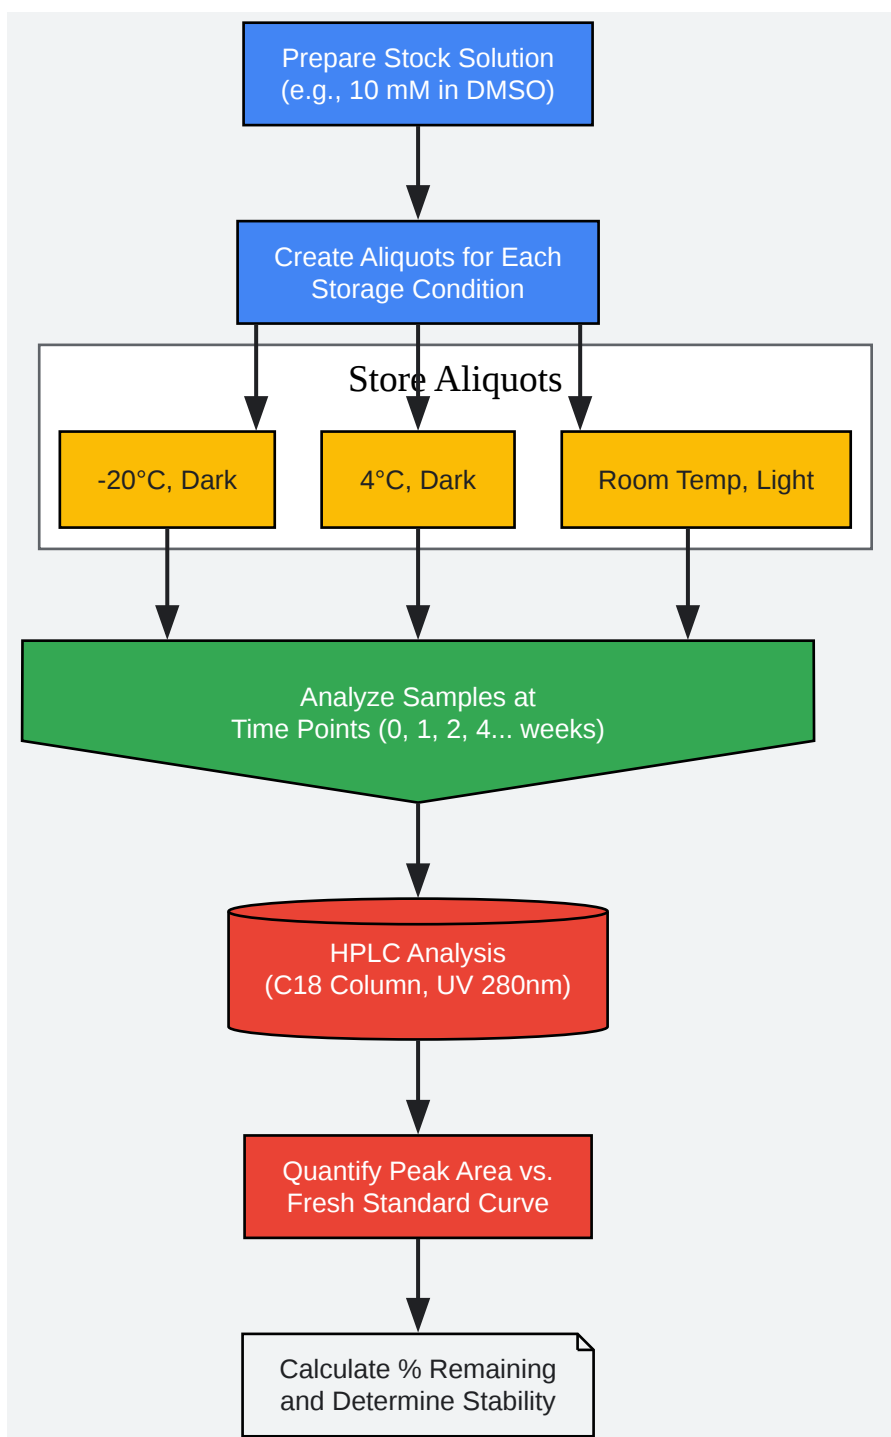 Prepare Stock Solution
(e.g., 10 mM in DMSO)
Create Aliquots for Each
Storage Condition
Store Aliquots
-20°C, Dark
4°C, Dark
Room Temp, Light
Analyze Samples at
Time Points (0, 1, 2, 4... weeks)
HPLC Analysis
(C18 Column, UV 280nm)
Quantify Peak Area vs.
Fresh Standard Curve
Calculate % Remaining
and Determine Stability